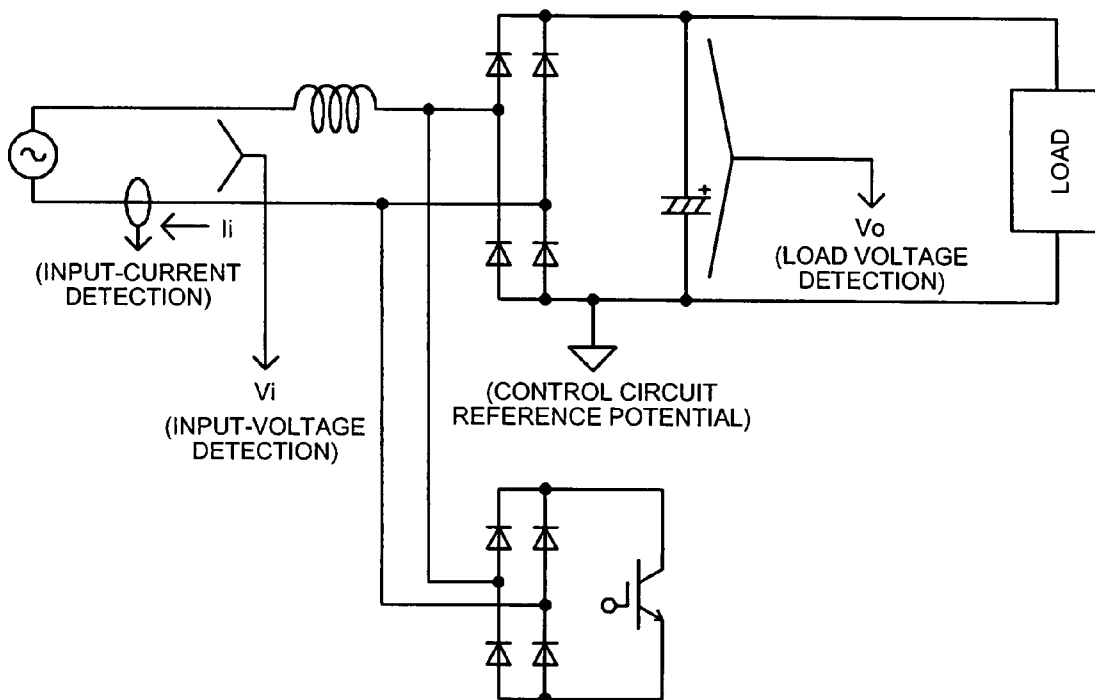 LOAD
+
Ii
(INPUT-CURRENT
DETECTION)
Vo
(LOAD VOLTAGE
DETECTION)
Vi
(INPUT-VOLTAGE
DETECTION)
(CONTROL CIRCUIT
REFERENCE POTENTIAL)